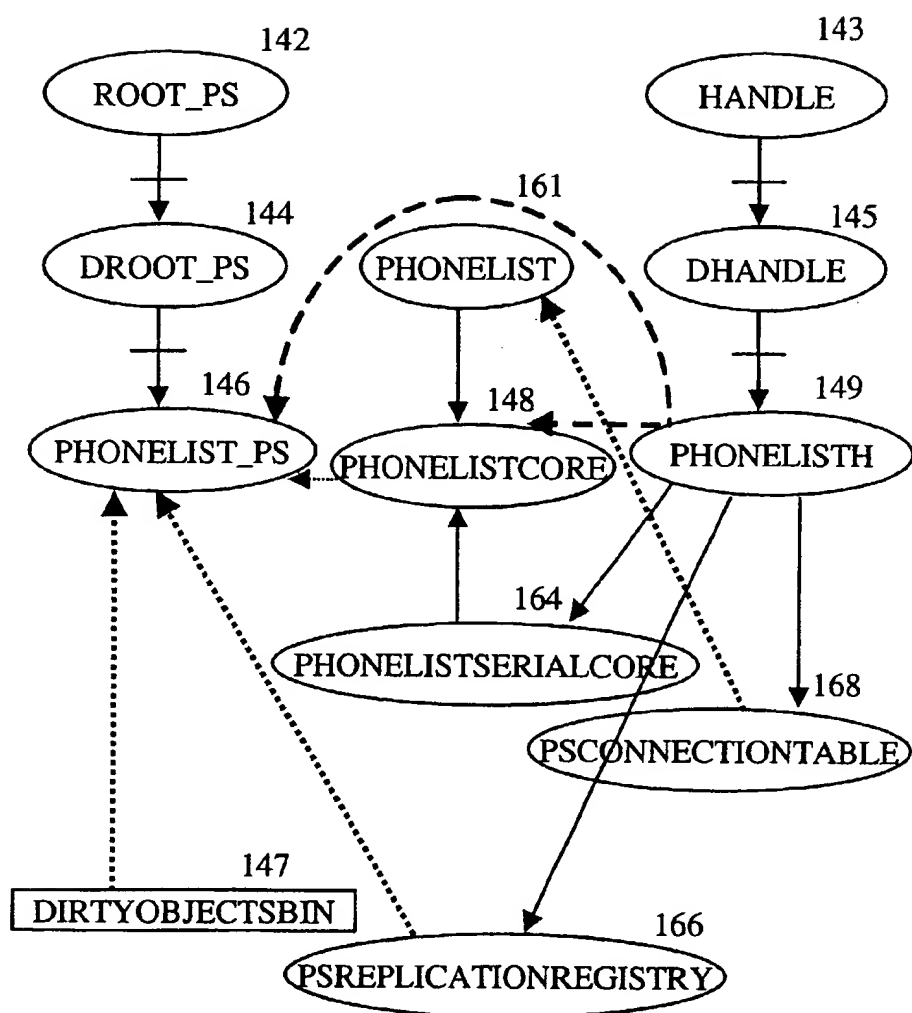 142
143
ROOT_PS
HANDLE
161
144
145
DROOT_PS
PHONELIST
DHANDLE
146
148
149
PHONELIST_PS
PHONELISTCORE
PHONELISTH
164
PHONELISTSERIALCORE
168
PSCONNECTIONTABLE
147
DIRTYOBJECTSBIN
166
PSREPLICATIONREGISTRY